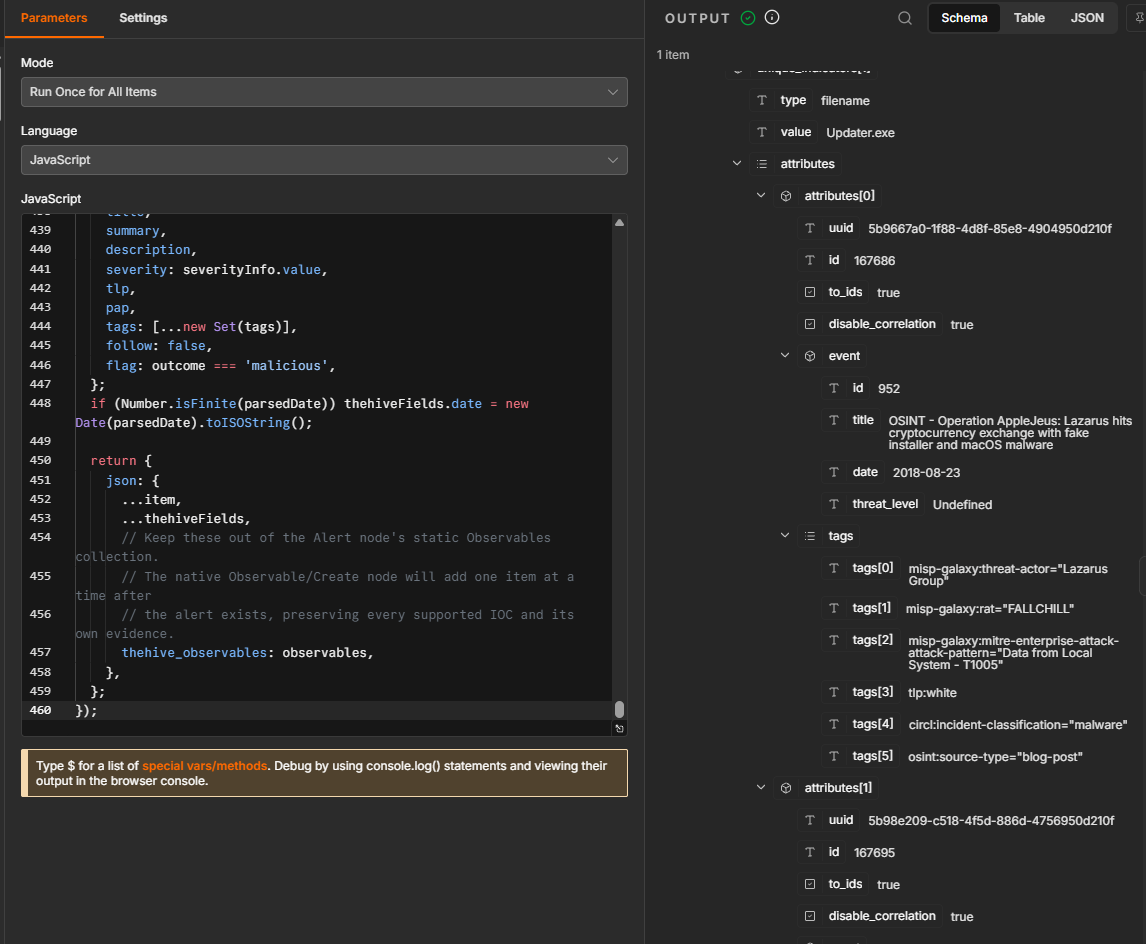 Parameters
Settings
Mode
Run Once for All Items
Language
JavaScript
JavaScript
438 title,
439 summary,
440 description,
441 severity: severityInfo.value,
442 tlp,
443 pap,
444 tags: [...new Set(tags)],
445 follow: false,
446 flag: outcome === 'malicious',
447 };
448 if (Number.isFinite(parsedDate)) thehiveFields.date = new
Date(parsedDate).toISOString();
449
450 return {
451 json: {
452 ...item,
453 ...thehiveFields,
454 // Keep these out of the Alert node's static Observables
collection.
455 // The native Observable/Create node will add one item at a
time after
456 // the alert exists, preserving every supported IOC and its
own evidence.
457 thehive_observables: observables,
458 },
459 };
460 });
Type $ for a list of special vars/methods. Debug by using console.log() statements and viewing their
output in the browser console.
OUTPUT
Schema
Table
JSON
1 item
T type filename
T value Updater.exe
attributes
attributes[0]
T uuid 5b9667a0-1f88-4d8f-85e8-4904950d210f
T id 167686
to_ids true
disable_correlation true
event
T id 952
T title OSINT - Operation AppleJeus: Lazarus hits
cryptocurrency exchange with fake
installer and macOS malware
T date 2018-08-23
T threat_level Undefined
tags
T tags[0] misp-galaxy:threat-actor="Lazarus
Group"
T tags[1] misp-galaxy:rat="FALLCHILL"
T tags[2] misp-galaxy:mitre-enterprise-attack-
attack-pattern="Data from Local
System - T1005"
T tags[3] tlp:white
T tags[4] circl:incident-classification="malware"
T tags[5] osint:source-type="blog-post"
attributes[1]
T uuid 5b98e209-c518-4f5d-886d-4756950d210f
T id 167695
to_ids true
disable_correlation true